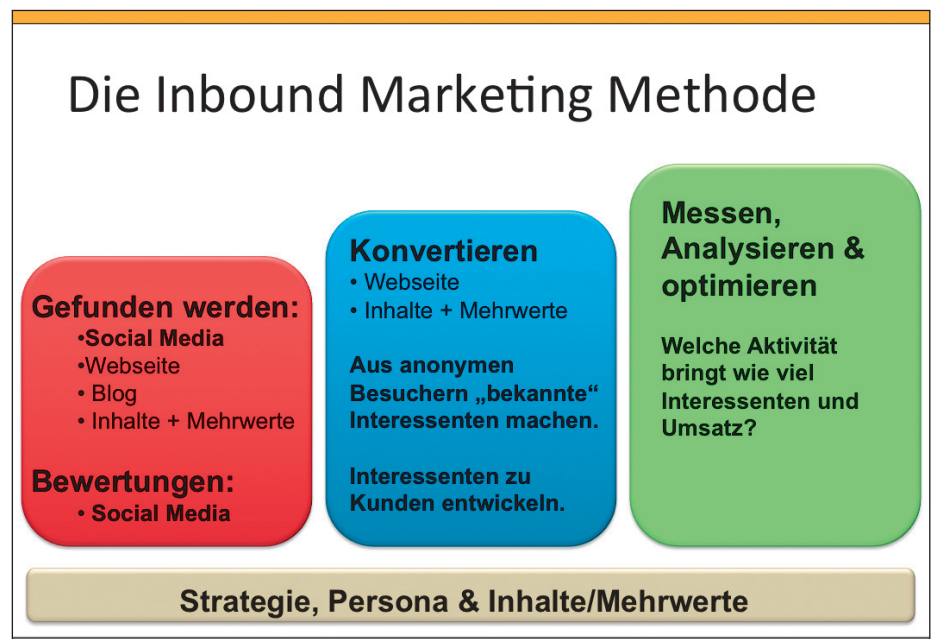 Die Inbound Marketing Methode
Gefunden werden:
•Social Media
•Webseite
• Blog
• Inhalte + Mehrwerte
Bewertungen:
• Social Media
Konvertieren
• Webseite
• Inhalte + Mehrwerte
Aus anonymen
Besuchern „bekannte“
Interessenten machen.
Interessenten zu
Kunden entwickeln.
Messen,
Analysieren &
optimieren
Welche Aktivität
bringt wie viel
Interessenten und
Umsatz?
Strategie, Persona & Inhalte/Mehrwerte